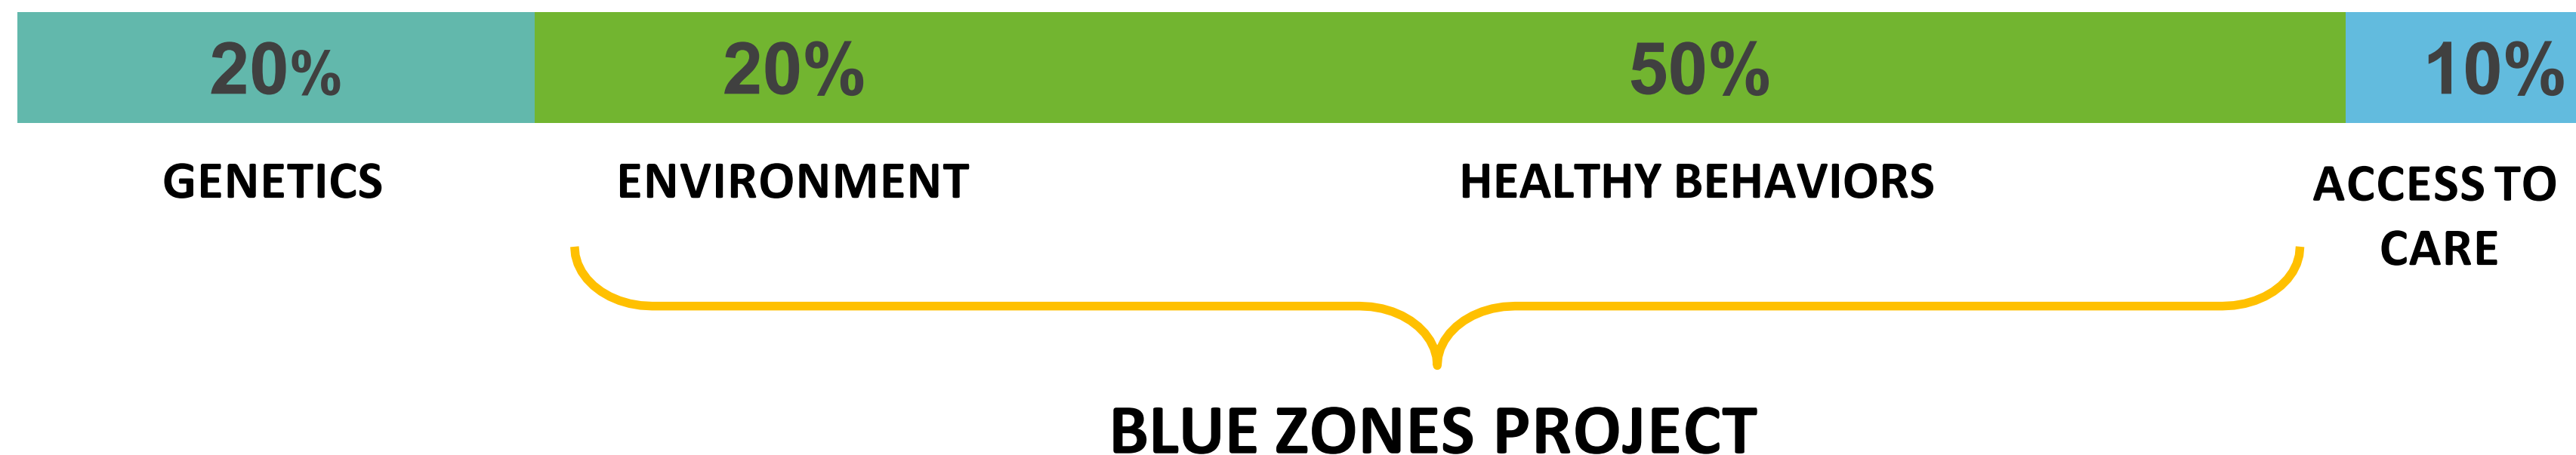 20% 20% 50% 10%
GENETICS ENVIRONMENT HEALTHY BEHAVIORS ACCESS TO
CARE
BLUE ZONES PROJECT